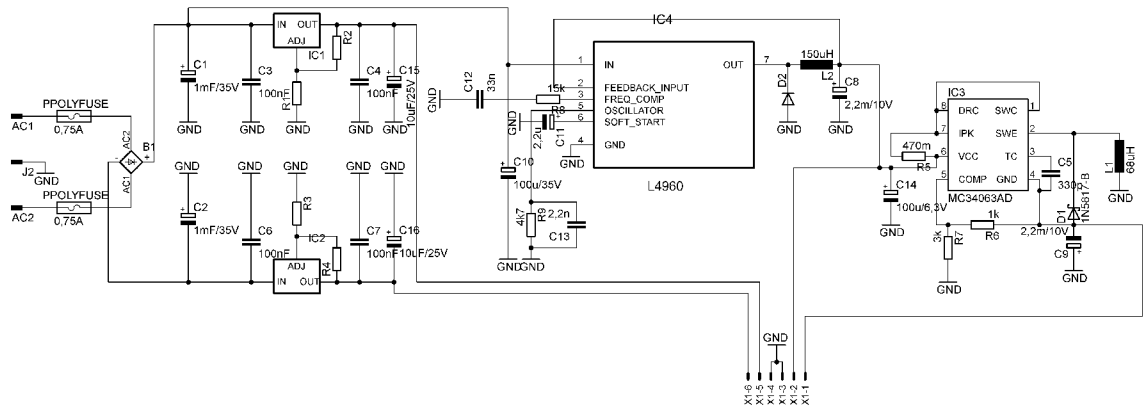 PPOLYFUSE
AC1
0,75A
J2
GND
PPOLYFUSE
AC2
0,75A
AC2
AC1
B1
-
+
C1
1mF/35V
GND
C3
100nF
GND
IN OUT
ADJ
IC1
R1
R2
GND
C4
100nF
GND
C15
10uF/25V
GND
GND
C2
1mF/35V
GND
C6
100nF
GND
R3
IC2
ADJ
IN OUT
R4
GND
C7
100nF
GND
C16
10uF/25V
GND
C12
33n
15k
R8
GND
2,2u
C11
GND
C10
100u/35V
GND
4k7
R9
GND
2,2n
C13
IC4
1 IN
2 FEEDBACK_INPUT
3 FREQ_COMP
5 OSCILLATOR
6 SOFT_START
4 GND
OUT 7
L4960
D2
GND
150uH
L2
C8
2,2m/10V
GND
470m
R5
C14
100u/6,3V
GND
IC3
8 DRC SWC 1
7 IPK SWE 2
6 VCC TC 3
5 COMP GND 4
MC34063AD
C5
330p
L1
68uH
GND
D1
1N5817-B
1k
R6
3k
R7
GND
2,2m/10V
C9
GND
GND
X1-6
X1-5
X1-4
X1-3
X1-2
X1-1